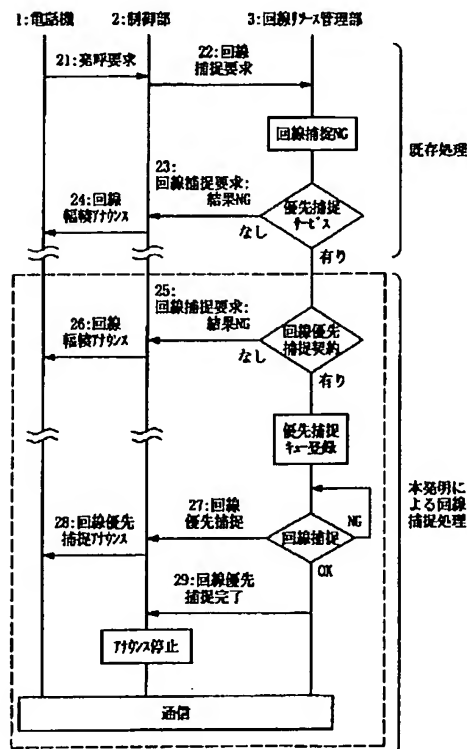 1:電話機
2:制御部
3:回線リソース管理部
21:発呼要求
22:回線
捕捉要求
回線捕捉NG
既存処理
23:
回線捕捉要求:
結果NG
24:回線
輻輳アナウンス
優先捕捉
サービス
なし
有り
25:
回線捕捉要求:
結果NG
26:回線
輻輳アナウンス
回線優先
捕捉契約
なし
有り
優先捕捉
キュー登録
本発明に
よる回線
捕捉処理
27:回線
優先捕捉
28:回線優先
捕捉アナウンス
回線捕捉
NG
OK
29:回線優先
捕捉完了
アナウンス停止
通信